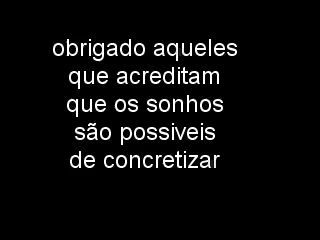 obrigado aqueles
que acreditam
que os sonhos
são possiveis
de concretizar